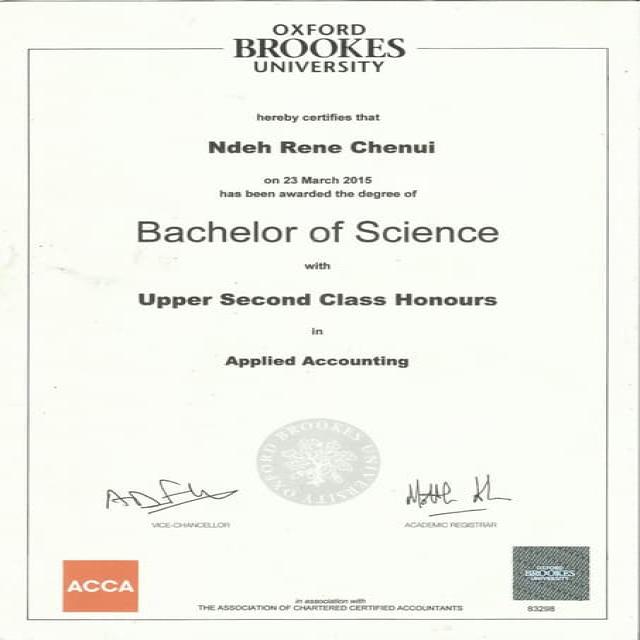 OXFORD
BROOKES
UNIVERSITY
hereby certifies that
Ndeh Rene Chenui
on 23 March 2015
has been awarded the degree of
Bachelor of Science
with
Upper Second Class Honours
in
Applied Accounting
OXFORD BROOKES UNIVERSITY
VICE-CHANCELLOR
ACADEMIC REGISTRAR
ACCA
OXFORD
BROOKES
UNIVERSITY
in association with
THE ASSOCIATION OF CHARTERED CERTIFIED ACCOUNTANTS
83298